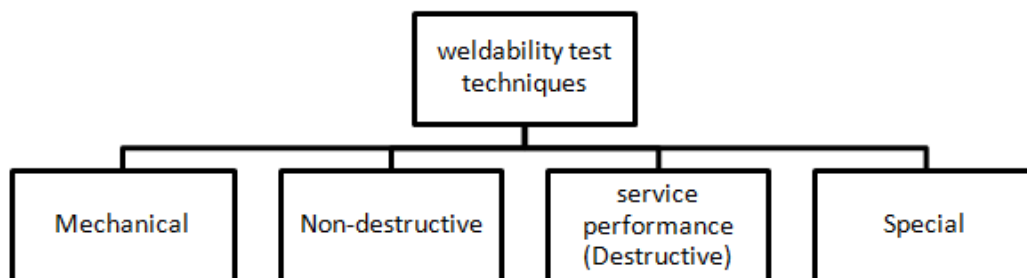 weldability test
techniques
Mechanical
Non-destructive
service
performance
(Destructive)
Special